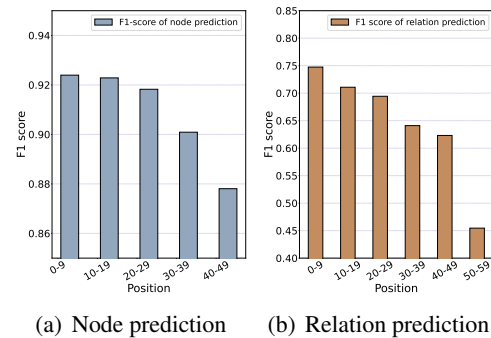 F1-score of node prediction
0.94
0.92
0.90
0.88
0.86
F1 score
0-9 10-19 20-29 30-39 40-49
Position
(a) Node prediction
F1 score of relation prediction
0.85
0.80
0.75
0.70
0.65
0.60
0.55
0.50
0.45
0.40
F1 score
0-9 10-19 20-29 30-39 40-49 50-59
Position
(b) Relation prediction